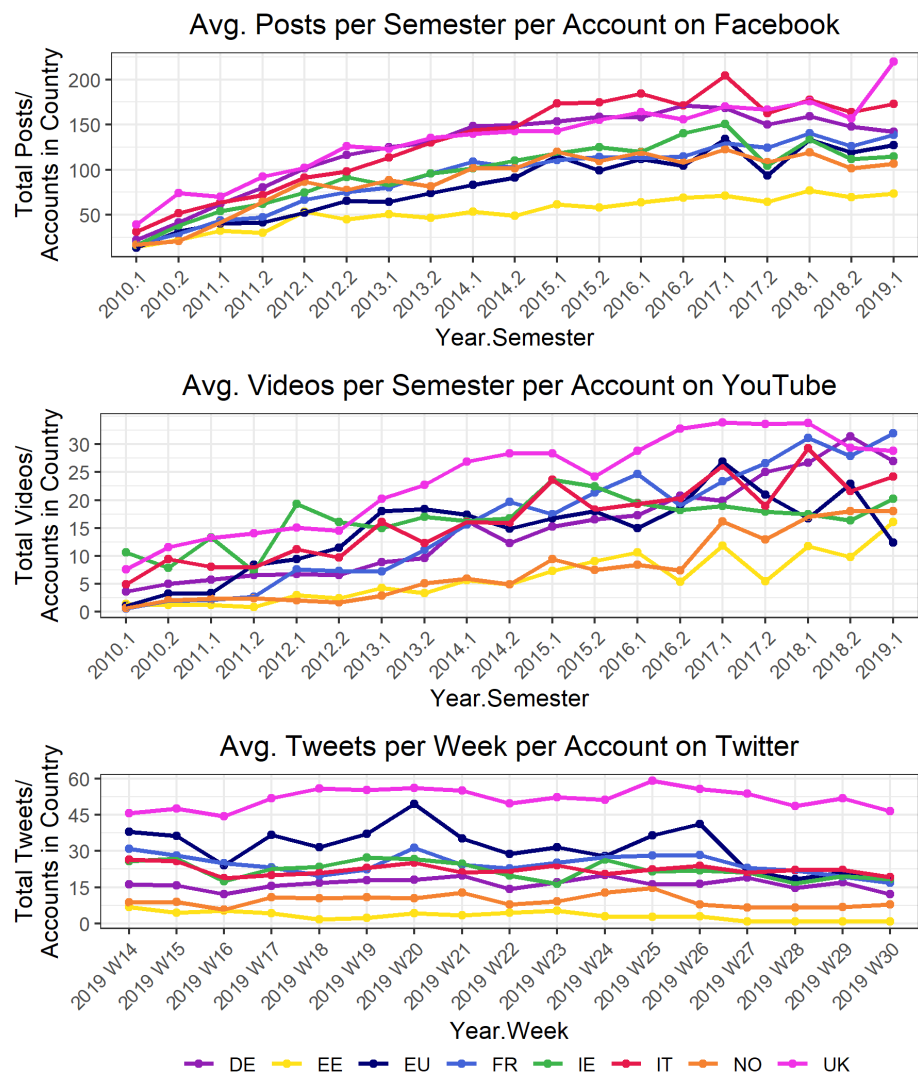 Avg. Posts per Semester per Account on Facebook
Total Posts/
Accounts in Country
200
150
100
50
2010.1 2010.2 2011.1 2011.2 2012.1 2012.2 2013.1 2013.2 2014.1 2014.2 2015.1 2015.2 2016.1 2016.2 2017.1 2017.2 2018.1 2018.2 2019.1
Year.Semester
Avg. Videos per Semester per Account on YouTube
Total Videos/
Accounts in Country
30
25
20
15
10
5
0
2010.1 2010.2 2011.1 2011.2 2012.1 2012.2 2013.1 2013.2 2014.1 2014.2 2015.1 2015.2 2016.1 2016.2 2017.1 2017.2 2018.1 2018.2 2019.1
Year.Semester
Avg. Tweets per Week per Account on Twitter
Total Tweets/
Accounts in Country
60
45
30
15
0
2019 W14 2019 W15 2019 W16 2019 W17 2019 W18 2019 W19 2019 W20 2019 W21 2019 W22 2019 W23 2019 W24 2019 W25 2019 W26 2019 W27 2019 W28 2019 W29 2019 W30
Year.Week
DE EE EU FR IE IT NO UK